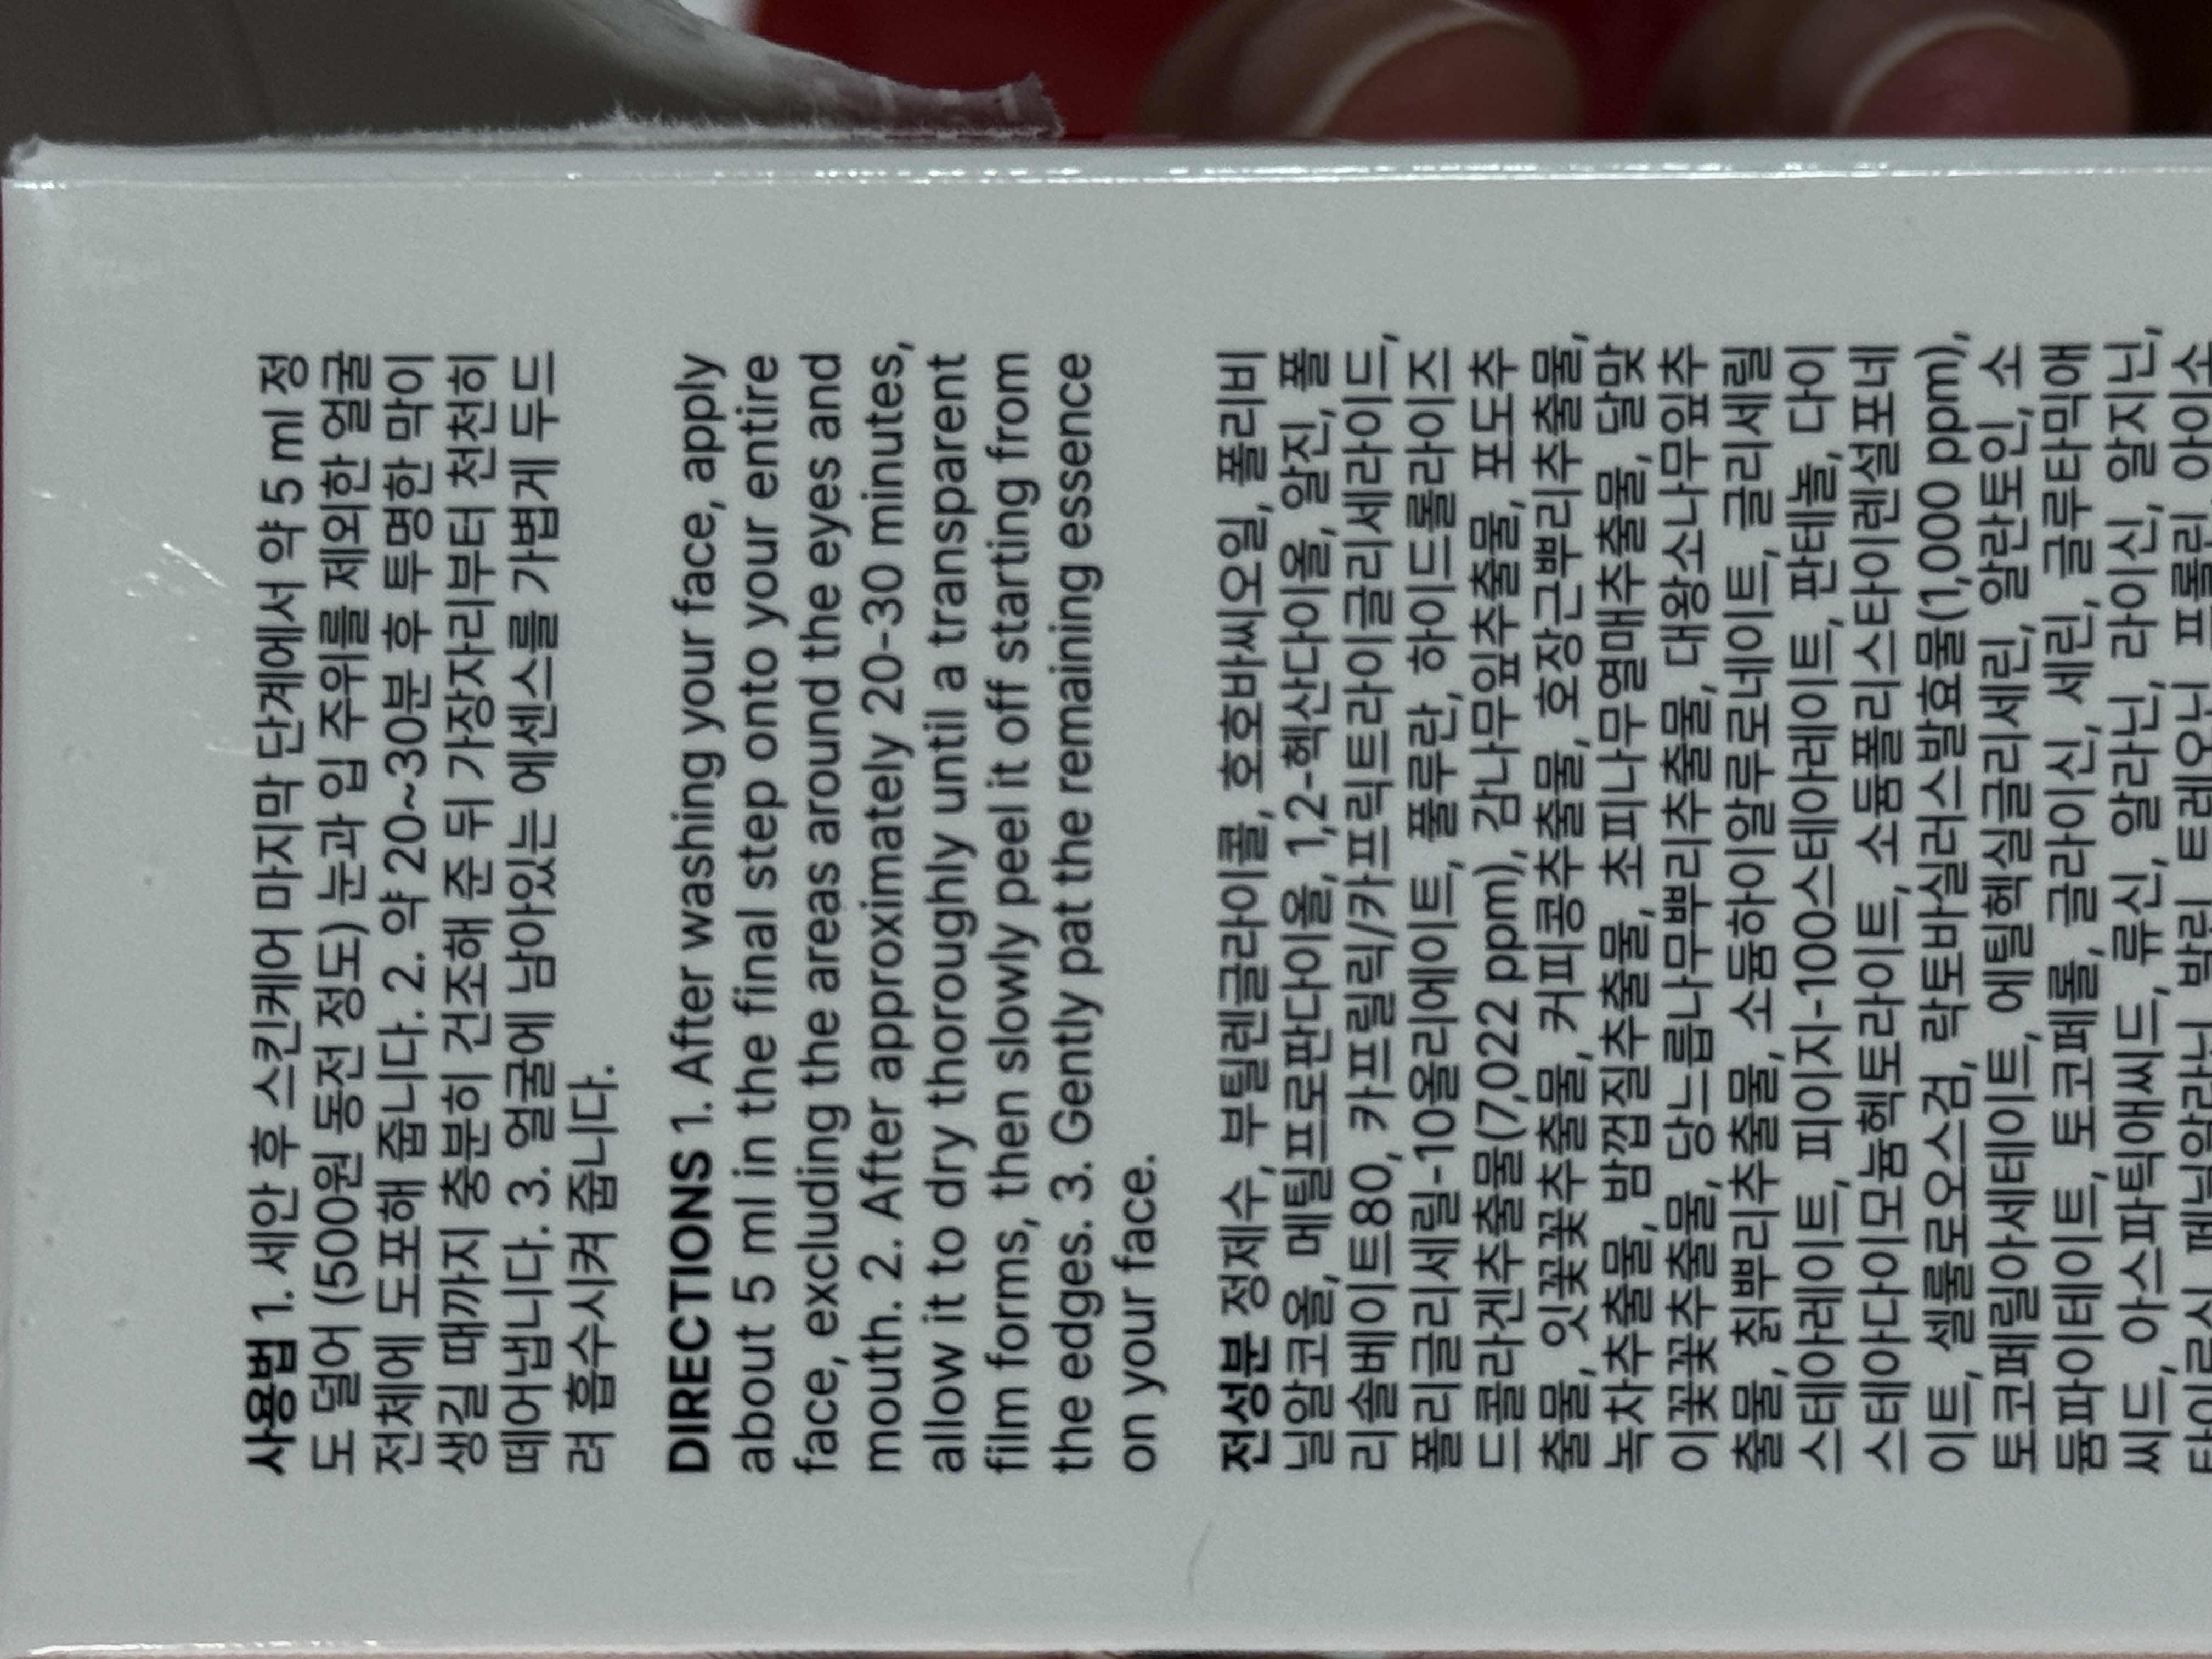 사용법 1. 세안 후 스킨케어 마지막 단계에서 약 5 ml 정
도 덜어 (500원 동전 정도) 눈과 입 주위를 제외한 얼굴
전체에 도포해 줍니다. 2. 약 20~30분 후 투명한 막이
생길 때까지 충분히 건조해 준 뒤 가장자리부터 천천히
떼어냅니다. 3. 얼굴에 남아있는 에센스를 가볍게 두드
려 흡수시켜 줍니다.
DIRECTIONS 1. After washing your face, apply
about 5 ml in the final step onto your entire
face, excluding the areas around the eyes and
mouth. 2. After approximately 20-30 minutes,
allow it to dry thoroughly until a transparent
film forms, then slowly peel it off starting from
the edges. 3. Gently pat the remaining essence
on your face.
전성분 정제수, 부틸렌글라이콜, 호호바씨오일, 폴리비
닐알코올, 메틸프로판다이올, 1,2-헥산다이올, 알진, 폴
리솔베이트80, 카프릴릭/카프릭트라이글리세라이드,
폴리글리세릴-10올리에이트, 풀루란, 하이드롤라이즈
드콜라겐추출물(7,022 ppm), 감나무잎추출물, 포도추
출물, 잇꽃꽃추출물, 커피콩추출물, 호장근뿌리추출물,
녹차추출물, 밤껍질추출물, 초피나무열매추출물, 달맞
이꽃꽃추출물, 당느릅나무뿌리추출물, 대왕소나무잎추
출물, 칡뿌리추출물, 소듐하이알루로네이트, 글리세릴
스테아레이트, 피이지-100스테아레이트, 판테놀, 다이
스테아다이모늄헥토라이트, 소듐폴리스타이렌설포네
이트, 셀룰로오스검, 락토바실러스발효물(1,000 ppm),
토코페릴아세테이트, 에틸헥실글리세린, 알란토인, 소
듐파이테이트, 토코페롤, 글라이신, 세린, 글루타믹애
씨드, 아스파틱애씨드, 류신, 알라닌, 라이신, 알지닌,
타이로신, 페닐알라닌, 발린, 트레오닌, 프롤린, 아이소